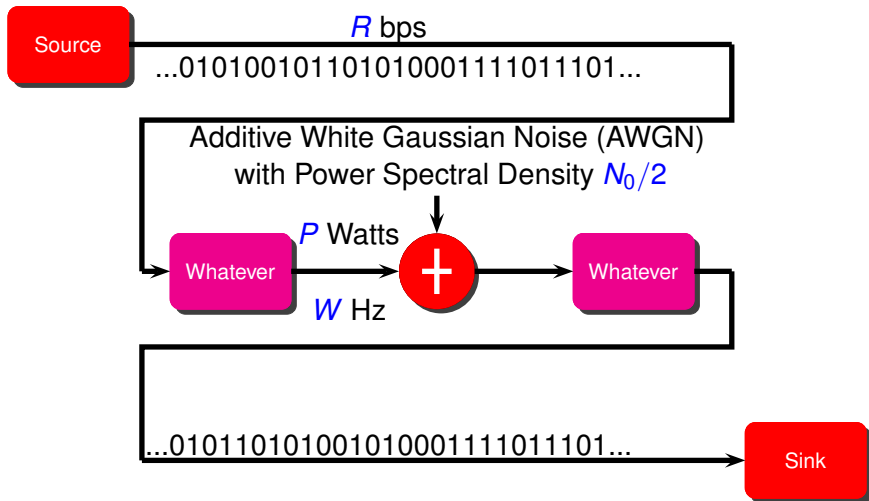 Source
R bps
...010100101101010001111011101...
Additive White Gaussian Noise (AWGN)
with Power Spectral Density N₀/2
P Watts
Whatever
+
Whatever
W Hz
...010110101001010001111011101...
Sink